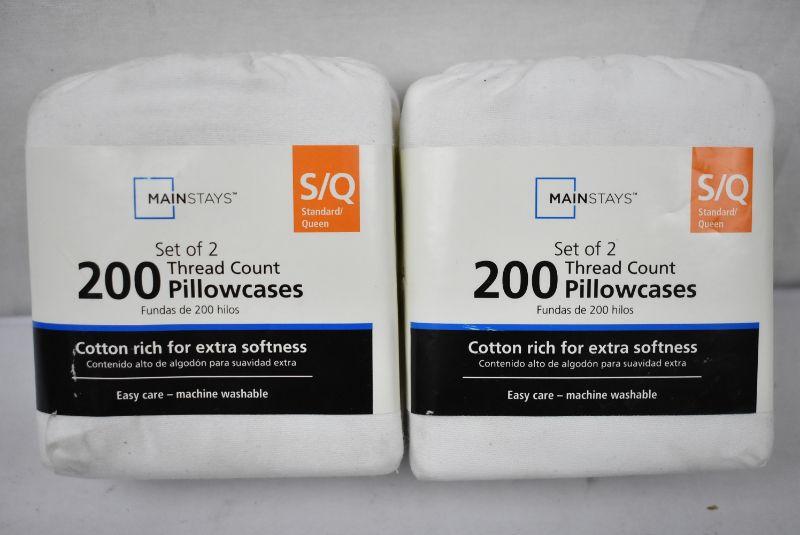 MAINSTAYS™
S/Q
Standard/
Queen
Set of 2
200 Thread Count
Pillowcases
Fundas de 200 hilos
Cotton rich for extra softness
Contenido alto de algodón para suavidad extra
Easy care – machine washable
MAINSTAYS™
S/Q
Standard/
Queen
Set of 2
200 Thread Count
Pillowcases
Fundas de 200 hilos
Cotton rich for extra softness
Contenido alto de algodón para suavidad extra
Easy care – machine washable